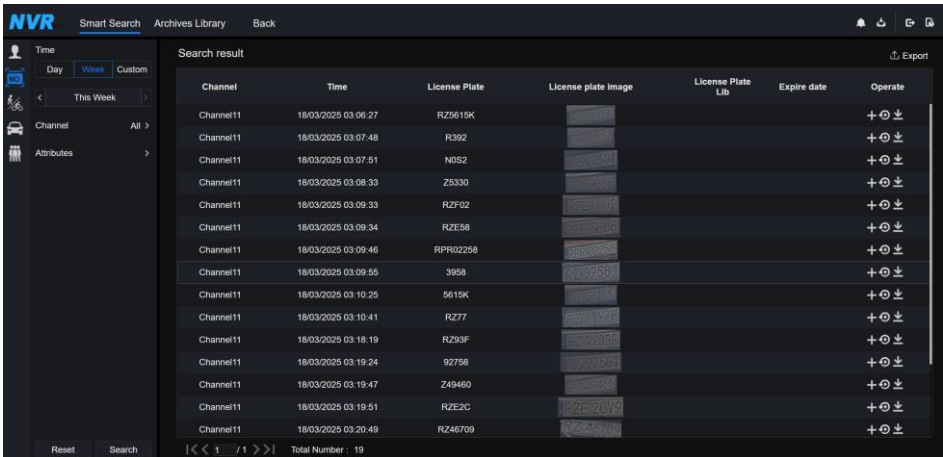 NVR Smart Search Archives Library Back
Time
Day Week Custom
< This Week >
Channel All >
Attributes >
Reset Search
NO.
Search result
Export
Channel Time License Plate License plate image License Plate Lib Expire date Operate
Channel11 18/03/2025 03:06:27 RZ5615K
Channel11 18/03/2025 03:07:48 R392
Channel11 18/03/2025 03:07:51 N0S2
Channel11 18/03/2025 03:08:33 Z5330
Channel11 18/03/2025 03:09:33 RZF02
Channel11 18/03/2025 03:09:34 RZE58
Channel11 18/03/2025 03:09:46 RPR02258
Channel11 18/03/2025 03:09:55 3958
Channel11 18/03/2025 03:10:25 5615K
Channel11 18/03/2025 03:10:41 RZ77
Channel11 18/03/2025 03:18:19 RZ93F
Channel11 18/03/2025 03:19:24 92758
Channel11 18/03/2025 03:19:47 Z49460
Channel11 18/03/2025 03:19:51 RZE2C RZE 2CV9
Channel11 18/03/2025 03:20:49 RZ46709
1 / 1 Total Number : 19